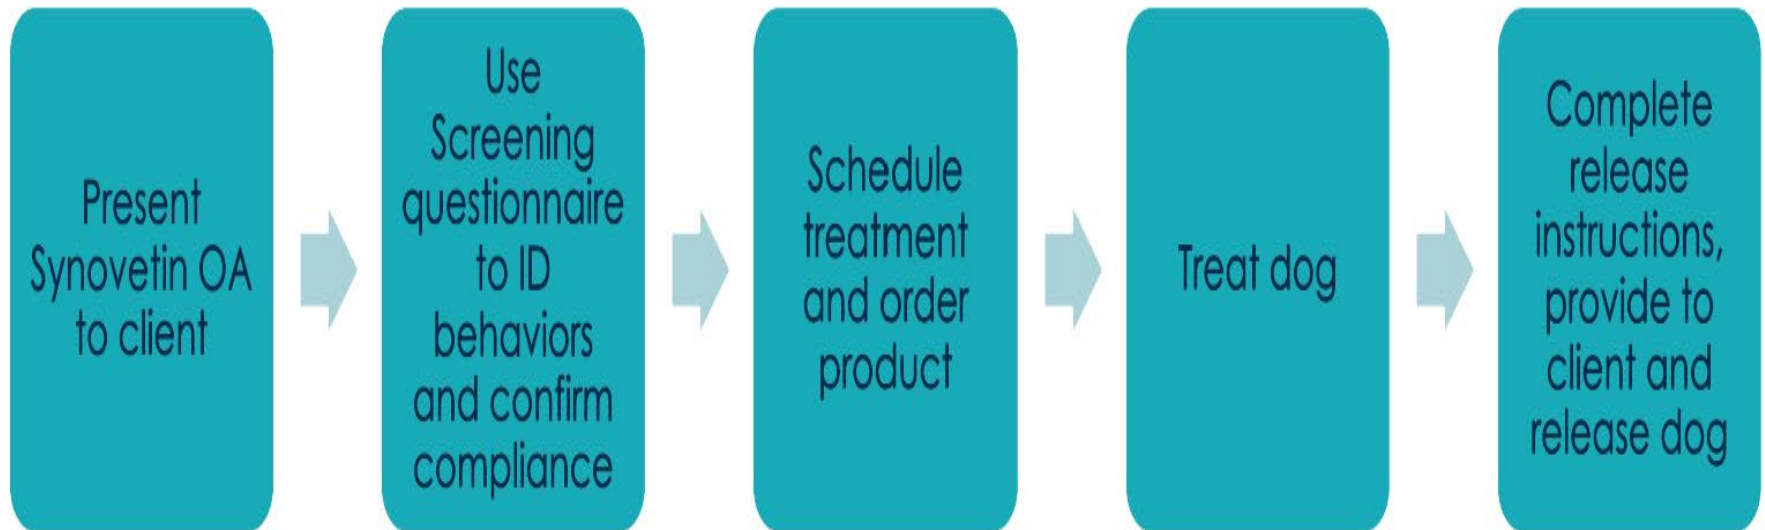 Present
Synovetin OA
to client
Use
Screening
questionnaire
to ID
behaviors
and confirm
compliance
Schedule
treatment
and order
product
Treat dog
Complete
release
instructions,
provide to
client and
release dog